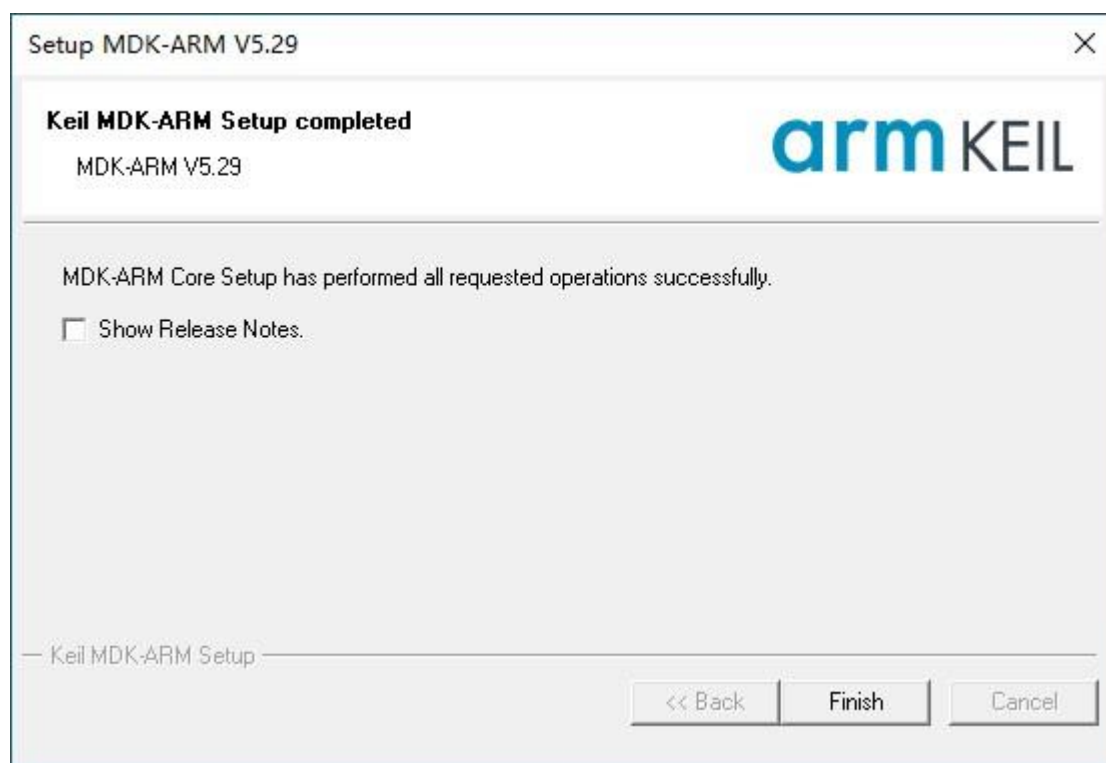 Setup MDK-ARM V5.29
Keil MDK-ARM Setup completed
MDK-ARM V5.29
arm KEIL
MDK-ARM Core Setup has performed all requested operations successfully.
Show Release Notes.
Keil MDK-ARM Setup
<< Back
Finish
Cancel